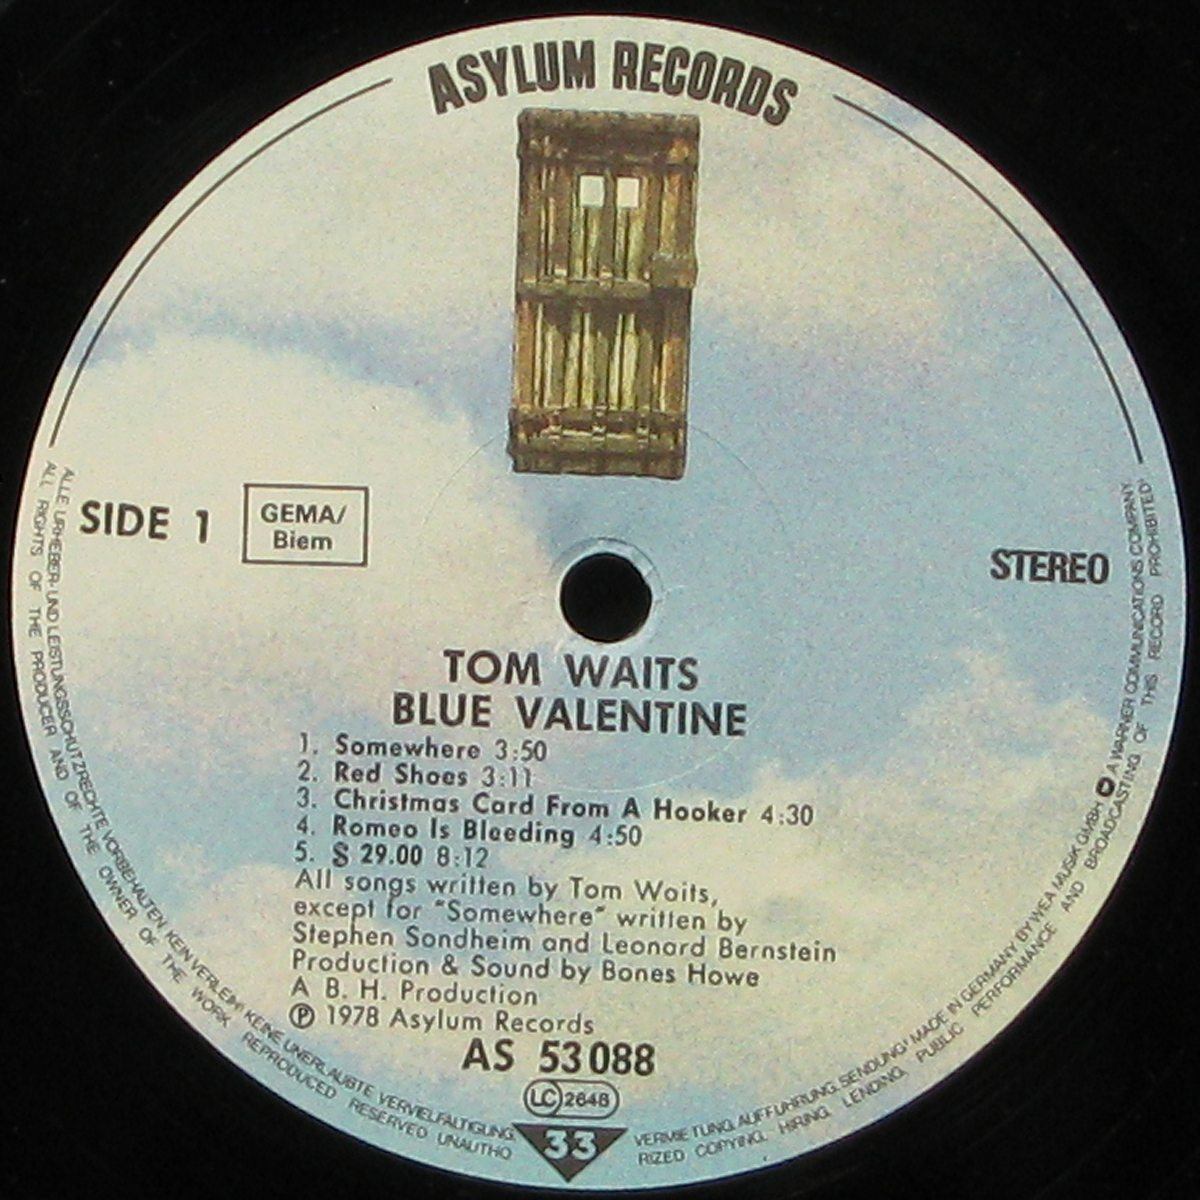 ASYLUM RECORDS
SIDE 1
GEMA/
Biem
STEREO
TOM WAITS
BLUE VALENTINE
1. Somewhere 3:50
2. Red Shoes 3:11
3. Christmas Card From A Hooker 4:30
4. Romeo Is Bleeding 4:50
5. $ 29.00 8:12
All songs written by Tom Waits,
except for "Somewhere" written by
Stephen Sondheim and Leonard Bernstein
Production & Sound by Bones Howe
A B. H. Production
℗ 1978 Asylum Records
AS 53 088
LC 2646
33
ALLE URHEBER- UND LEISTUNGSSCHUTZRECHTE VORBEHALTEN. KEIN VERLEIH! KEINE UNERLAUBTE VERVIELFÄLTIGUNG, VERMIETUNG, AUFFÜHRUNG, SENDUNG! MADE IN GERMANY BY WEA MUSIK GMBH A WARNER COMMUNICATIONS COMPANY
ALL RIGHTS OF THE PRODUCER AND OF THE OWNER OF THE WORK REPRODUCED RESERVED UNAUTHORIZED COPYING, HIRING, LENDING, PUBLIC PERFORMANCE AND BROADCASTING OF THIS RECORD PROHIBITED